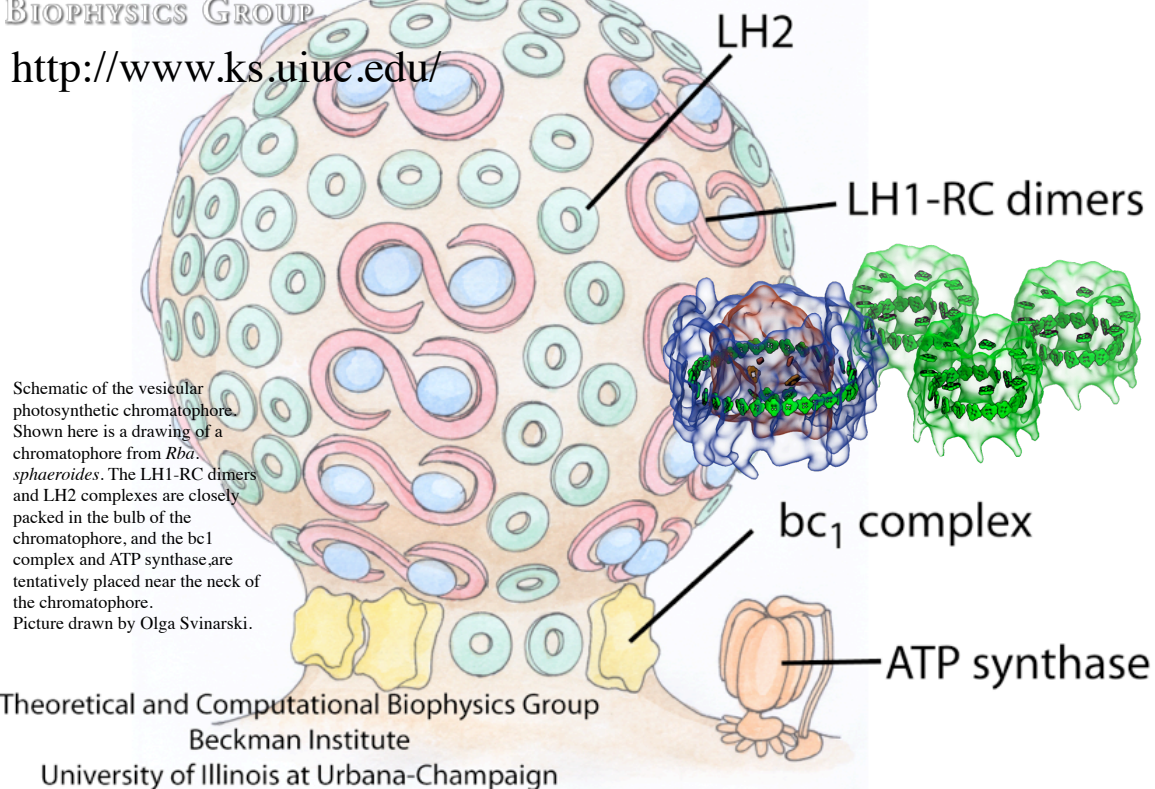 BIOPHYSICS GROUP
http://www.ks.uiuc.edu/
LH2
LH1-RC dimers
Schematic of the vesicular
photosynthetic chromatophore.
Shown here is a drawing of a
chromatophore from Rba.
sphaeroides. The LH1-RC dimers
and LH2 complexes are closely
packed in the bulb of the
chromatophore, and the bc1
complex and ATP synthase,are
tentatively placed near the neck of
the chromatophore.
Picture drawn by Olga Svinarski.
bc1 complex
ATP synthase
Theoretical and Computational Biophysics Group
Beckman Institute
University of Illinois at Urbana-Champaign